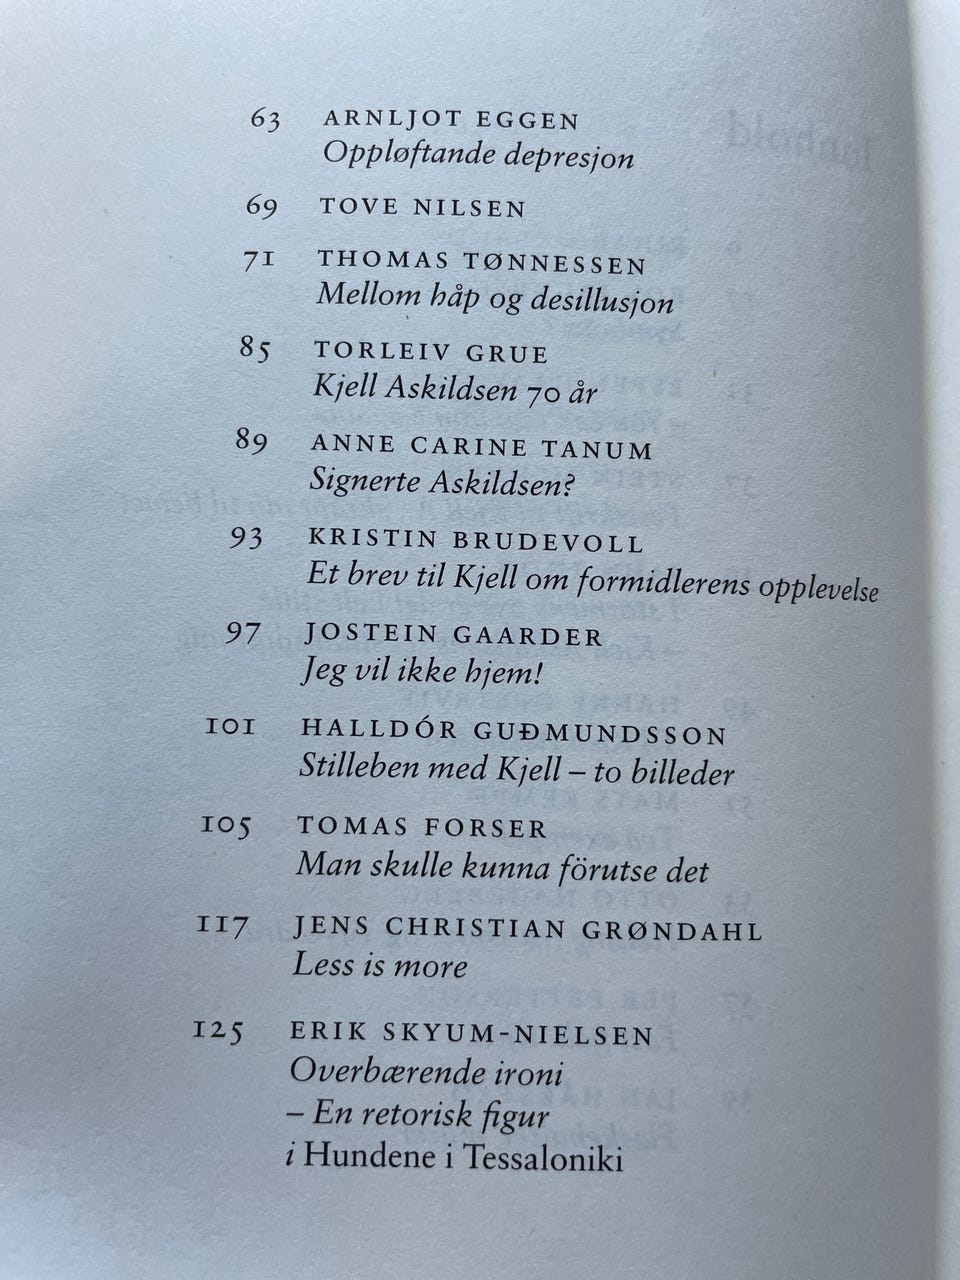 63 ARNLJOT EGGEN
Oppløftande depresjon
69 TOVE NILSEN
71 THOMAS TØNNESSEN
Mellom håp og desillusjon
85 TORLEIV GRUE
Kjell Askildsen 70 år
89 ANNE CARINE TANUM
Signerte Askildsen?
93 KRISTIN BRUDEVOLL
Et brev til Kjell om formidlerens opplevelse
97 JOSTEIN GAARDER
Jeg vil ikke hjem!
101 HALLDÓR GUÐMUNDSSON
Stilleben med Kjell – to billeder
105 TOMAS FORSER
Man skulle kunna förutse det
117 JENS CHRISTIAN GRØNDAHL
Less is more
125 ERIK SKYUM-NIELSEN
Overbærende ironi
– En retorisk figur
i Hundene i Tessaloniki